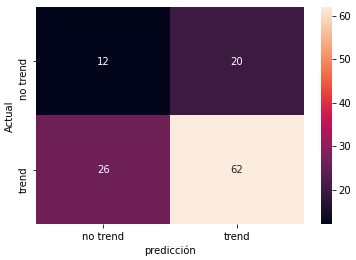 12 20
26 62
no trend
trend
Actual
no trend trend
predicción
60
50
40
30
20